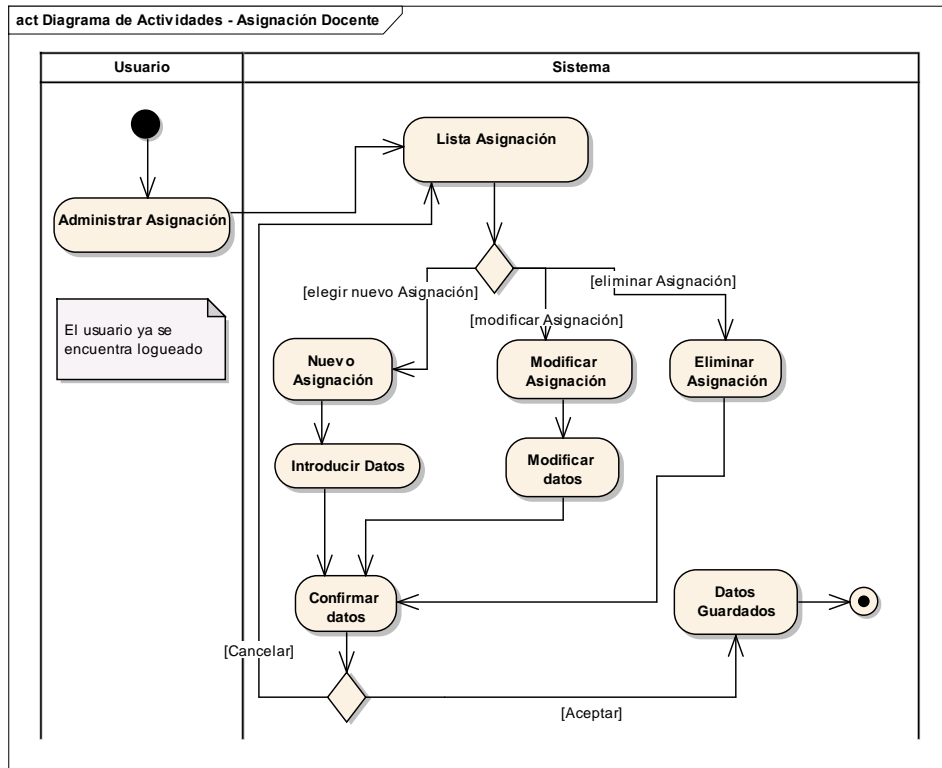 act Diagrama de Actividades - Asignación Docente
Usuario
Sistema
Lista Asignación
Administrar Asignación
[eliminar Asignación]
[elegir nuevo Asignación]
[modificar Asignación]
El usuario ya se
encuentra logueado
Nuevo
Asignación
Modificar
Asignación
Eliminar
Asignación
Introducir Datos
Modificar
datos
Confirmar
datos
Datos
Guardados
[Cancelar]
[Aceptar]